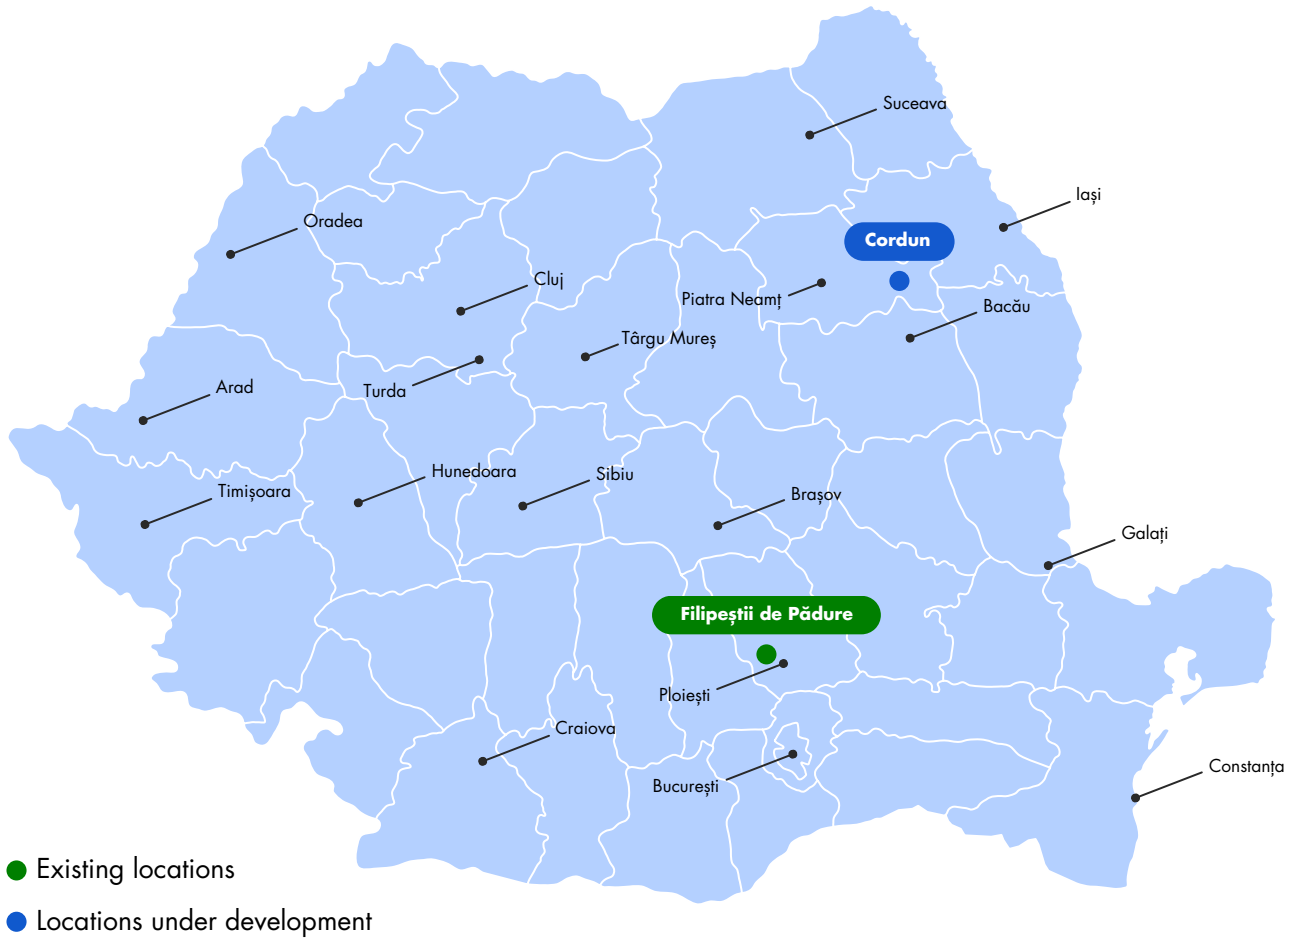 Suceava
Iași
Oradea
Cordun
Cluj
Piatra Neamț
Bacău
Târgu Mureș
Arad
Turda
Hunedoara
Sibiu
Timișoara
Brașov
Galați
Filipeștii de Pădure
Ploiești
Craiova
Constanța
București
Existing locations
Locations under development